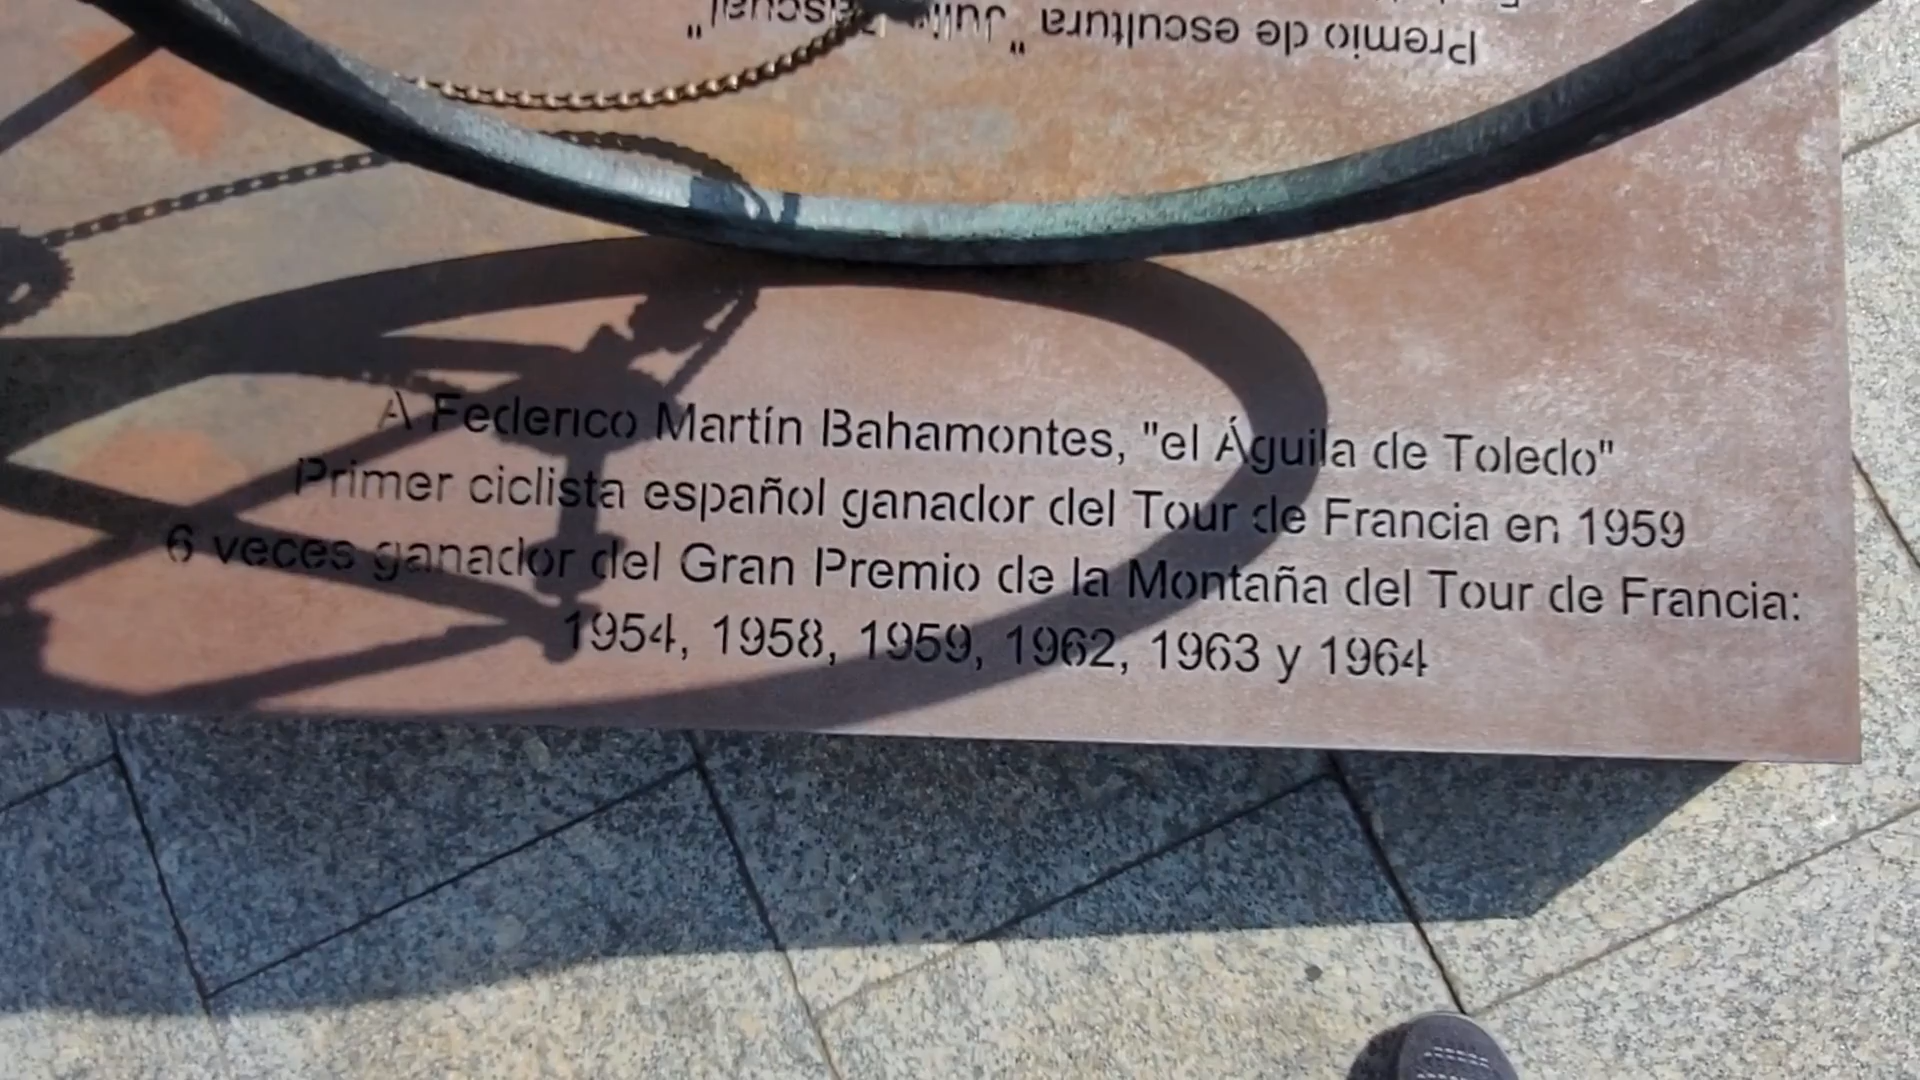 Premio de escultura "Julio Pascual"
A Federico Martín Bahamontes, "el Águila de Toledo"
Primer ciclista español ganador del Tour de Francia en 1959
6 veces ganador del Gran Premio de la Montaña del Tour de Francia:
1954, 1958, 1959, 1962, 1963 y 1964